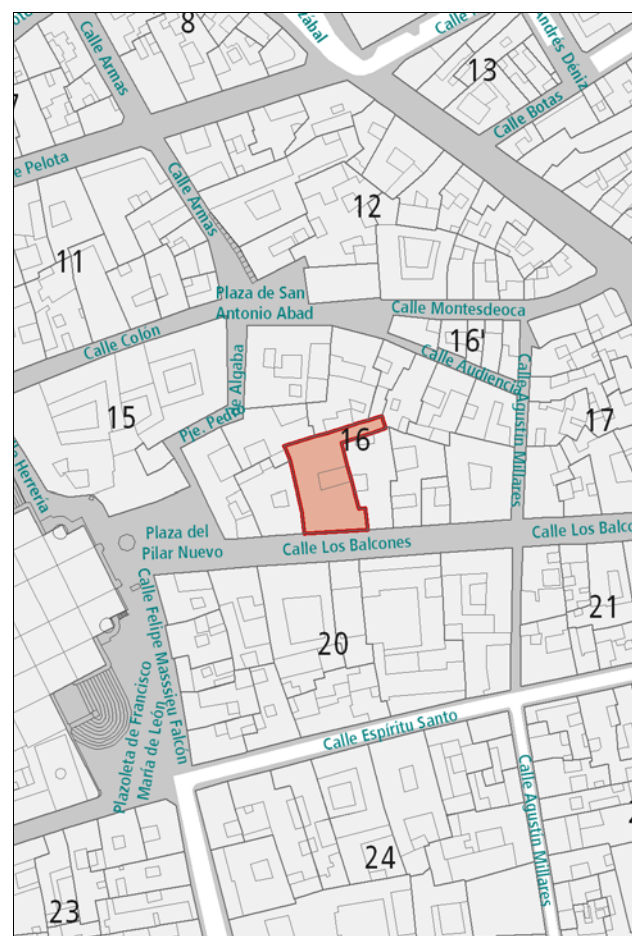 8
Calle Armas
Calle
Andrés Déniz
13
Calle Botas
e Pelota
Calle Armas
12
11
Plaza de San
Antonio Abad
Calle Montesdeoca
16'
Calle Colón
Calle Audiencia
Calle Agustín Millares
Pje. Pedro
de Algaba
15
16
17
Herrería
Plaza del
Pilar Nuevo
Calle Los Balcones
Calle Los Balco
Calle Felipe Masssieu Falcón
20
21
Plazoleta de Francisco
María de León
Calle Espíritu Santo
Calle Agustín Millares
24
23